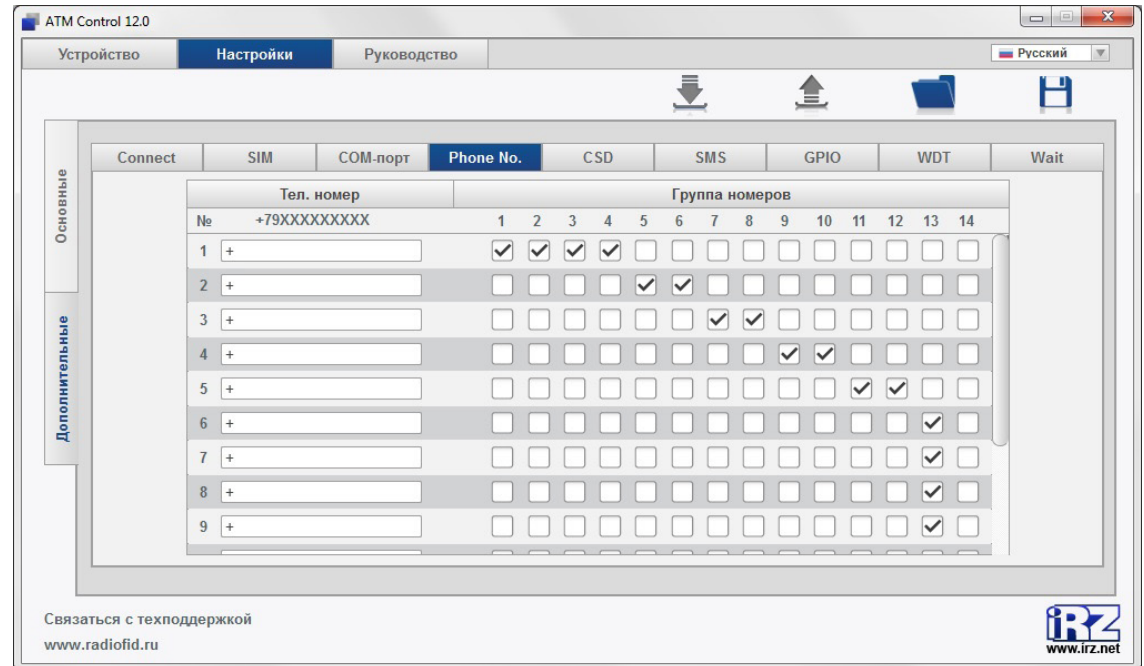 ATM Control 12.0
Устройство Настройки Руководство Русский
Connect SIM COM-порт Phone No. CSD SMS GPIO WDT Wait
Основные
Дополнительные
Тел. номер Группа номеров
№ +79XXXXXXXXX 1 2 3 4 5 6 7 8 9 10 11 12 13 14
1 +
2 +
3 +
4 +
5 +
6 +
7 +
8 +
9 +
Связаться с техподдержкой
www.radiofid.ru
iRZ
www.irz.net